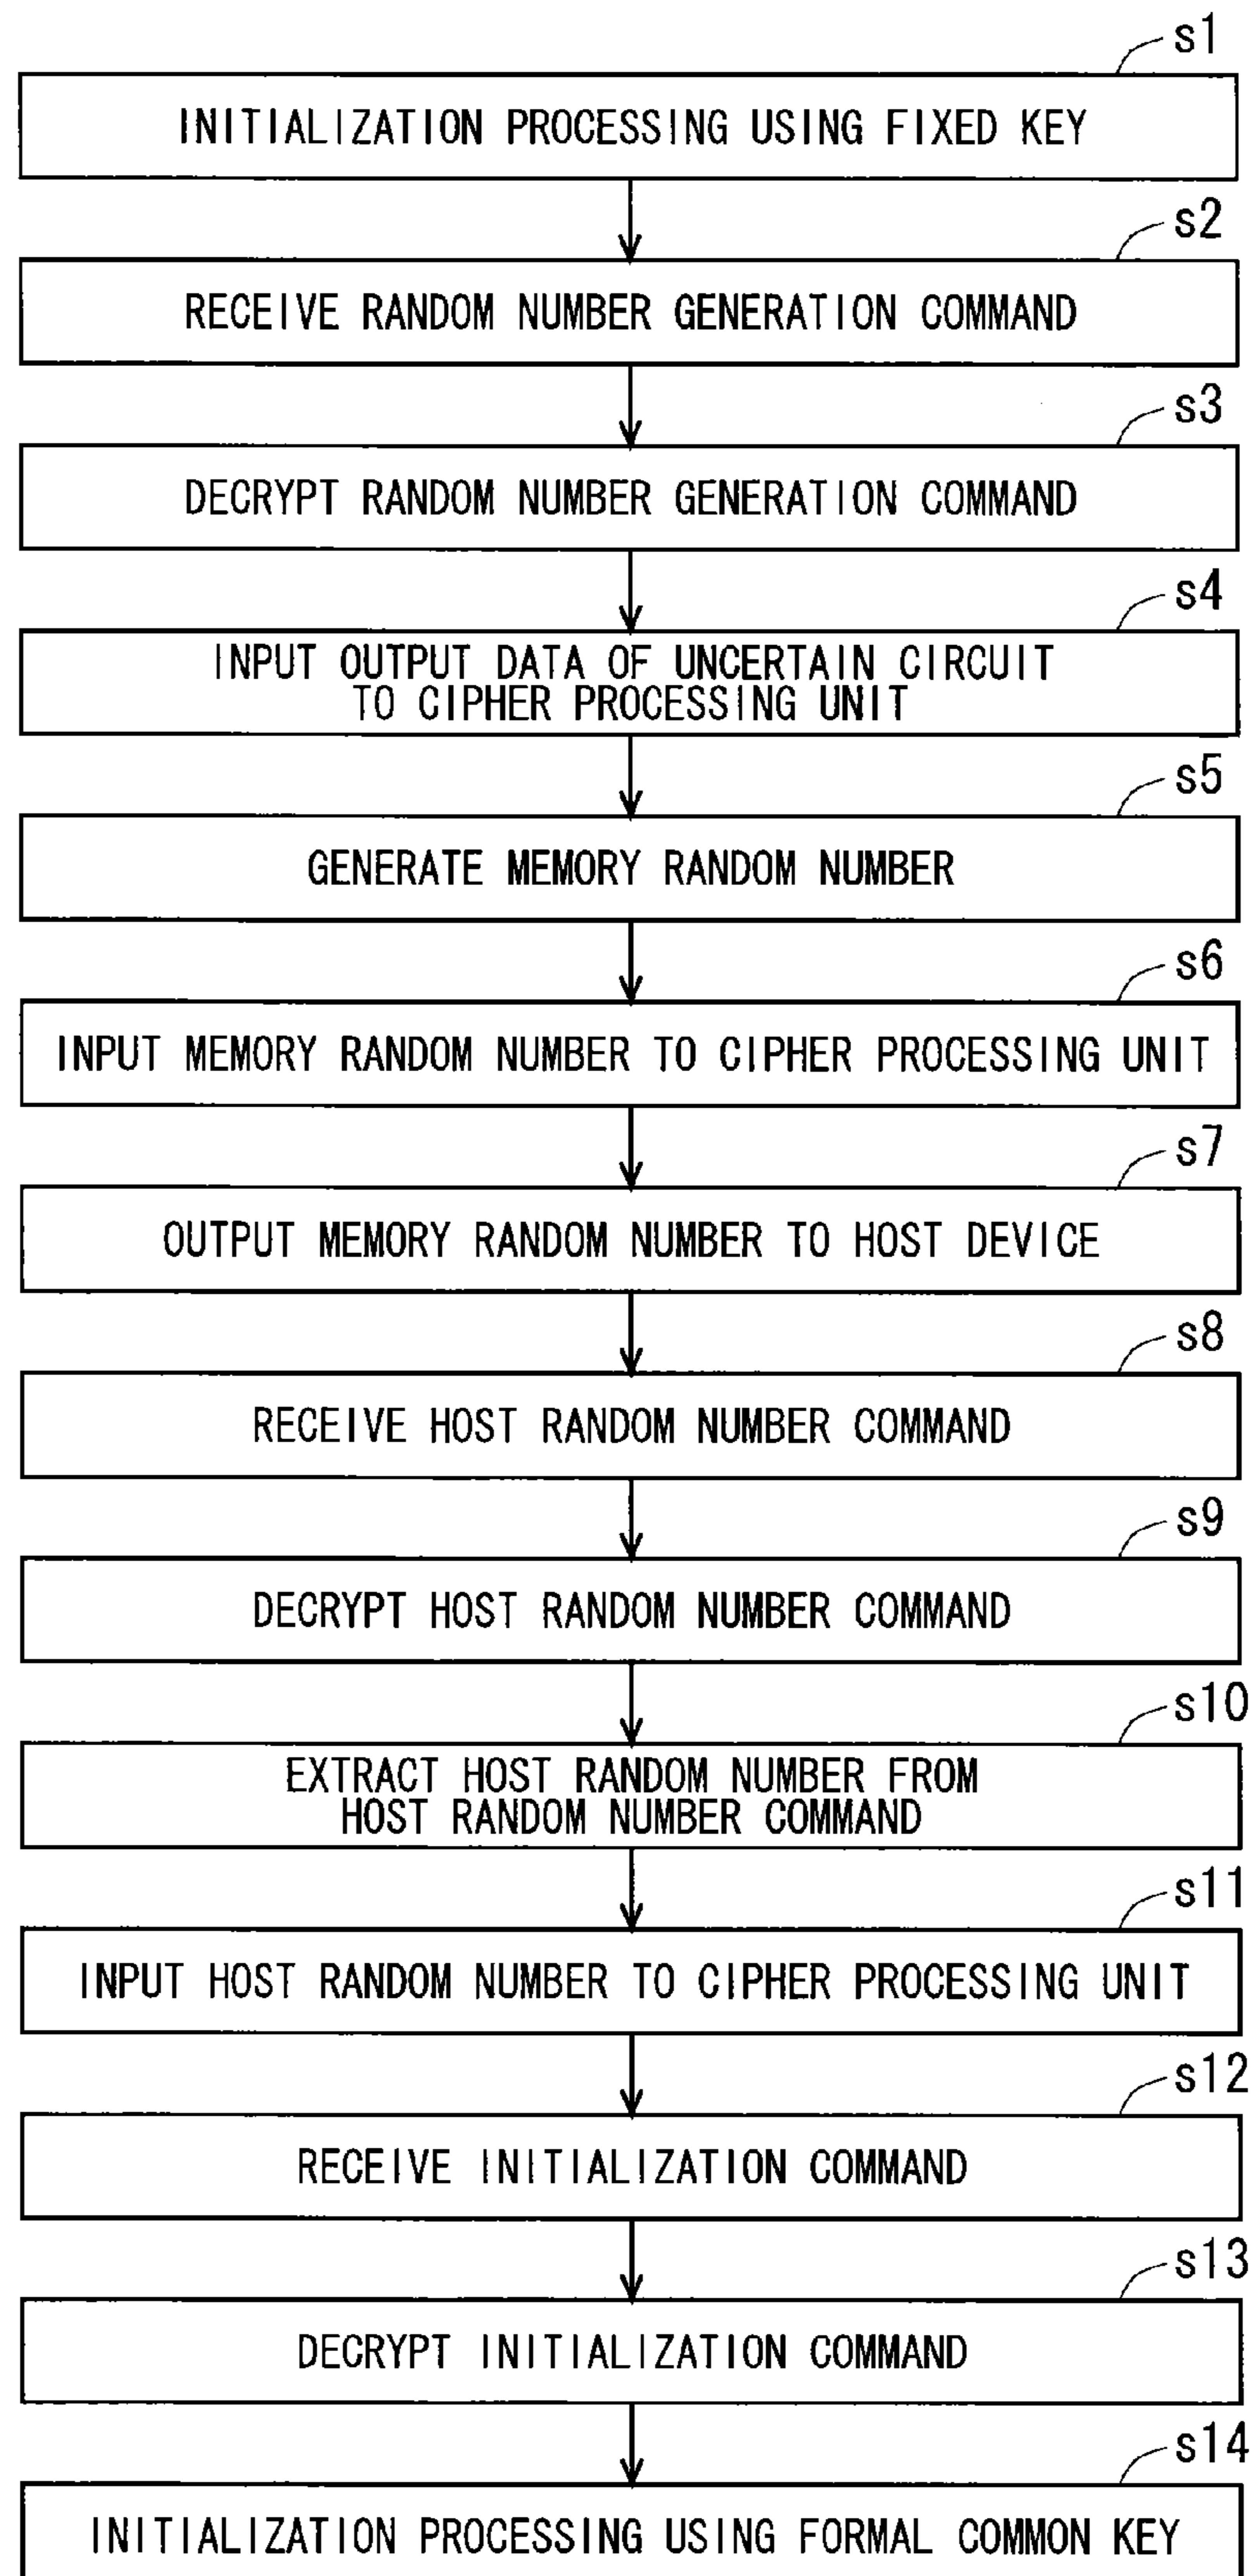 s1
INITIALIZATION PROCESSING USING FIXED KEY
s2
RECEIVE RANDOM NUMBER GENERATION COMMAND
s3
DECRYPT RANDOM NUMBER GENERATION COMMAND
s4
INPUT OUTPUT DATA OF UNCERTAIN CIRCUIT
TO CIPHER PROCESSING UNIT
s5
GENERATE MEMORY RANDOM NUMBER
s6
INPUT MEMORY RANDOM NUMBER TO CIPHER PROCESSING UNIT
s7
OUTPUT MEMORY RANDOM NUMBER TO HOST DEVICE
s8
RECEIVE HOST RANDOM NUMBER COMMAND
s9
DECRYPT HOST RANDOM NUMBER COMMAND
s10
EXTRACT HOST RANDOM NUMBER FROM
HOST RANDOM NUMBER COMMAND
s11
INPUT HOST RANDOM NUMBER TO CIPHER PROCESSING UNIT
s12
RECEIVE INITIALIZATION COMMAND
s13
DECRYPT INITIALIZATION COMMAND
s14
INITIALIZATION PROCESSING USING FORMAL COMMON KEY